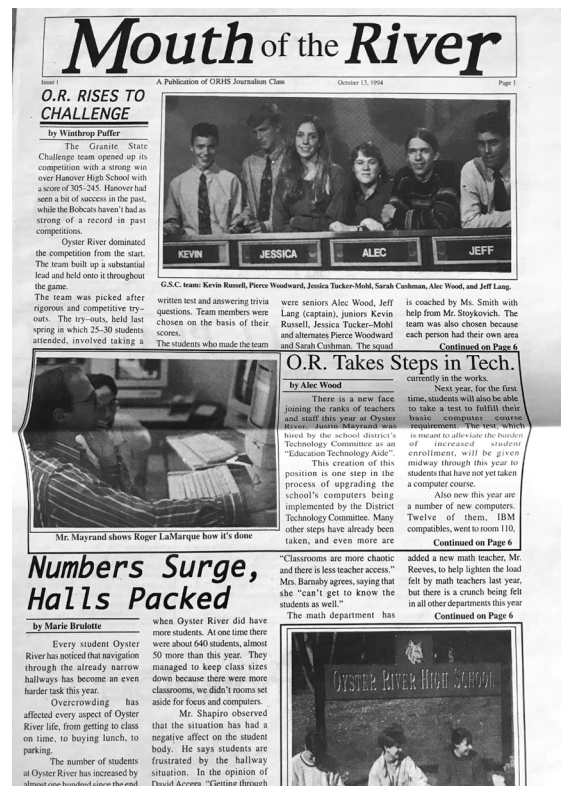 Mouth of the River
Issue 1 A Publication of ORHS Journalism Class October 13, 1994 Page 1
O.R. RISES TO
CHALLENGE
by Winthrop Puffer
The Granite State
Challenge team opened up its
competition with a strong win
over Hanover High School with
a score of 305-245. Hanover had
seen a bit of success in the past,
while the Bobcats haven't had as
strong of a record in past
competitions.
Oyster River dominated
the competition from the start.
The team built up a substantial
lead and held onto it throughout
the game.
The team was picked after
rigorous and competitive try-
outs. The try-outs, held last
spring in which 25-30 students
attended, involved taking a
KEVIN JESSICA ALEC JEFF
G.S.C. team: Kevin Russell, Pierce Woodward, Jessica Tucker-Mohl, Sarah Cushman, Alec Wood, and Jeff Lang.
written test and answering trivia
questions. Team members were
chosen on the basis of their
scores.
The students who made the team
were seniors Alec Wood, Jeff
Lang (captain), juniors Kevin
Russell, Jessica Tucker-Mohl
and alternates Pierce Woodward
and Sarah Cushman. The squad
is coached by Ms. Smith with
help from Mr. Stoykovich. The
team was also chosen because
each person had their own area
Continued on Page 6
Mr. Mayrand shows Roger LaMarque how it's done
O.R. Takes Steps in Tech.
by Alec Wood
There is a new face
joining the ranks of teachers
and staff this year at Oyster
River. Justin Mayrand was
hired by the school district's
Technology Committee as an
"Education Technology Aide".
This creation of this
position is one step in the
process of upgrading the
school's computers being
implemented by the District
Technology Committee. Many
other steps have already been
taken, and even more are
currently in the works.
Next year, for the first
time, students will also be able
to take a test to fulfill their
basic computer course
requirement. The test, which
is meant to alleviate the burden
of increased student
enrollment, will be given
midway through this year to
students that have not yet taken
a computer course.
Also new this year are
a number of new computers.
Twelve of them, IBM
compatibles, went to room 110,
Continued on Page 6
Numbers Surge,
Halls Packed
by Marie Brulotte
Every student Oyster
River has noticed that navigation
through the already narrow
hallways has become an even
harder task this year.
Overcrowding has
affected every aspect of Oyster
River life, from getting to class
on time, to buying lunch, to
parking.
The number of students
at Oyster River has increased by
almost one hundred since the end
when Oyster River did have
more students. At one time there
were about 640 students, almost
50 more than this year. They
managed to keep class sizes
down because there were more
classrooms, we didn't rooms set
aside for focus and computers.
Mr. Shapiro observed
that the situation has had a
negative affect on the student
body. He says students are
frustrated by the hallway
situation. In the opinion of
David Accera, "Getting through
"Classrooms are more chaotic
and there is less teacher access."
Mrs. Barnaby agrees, saying that
she "can't get to know the
students as well."
The math department has
added a new math teacher, Mr.
Reeves, to help lighten the load
felt by math teachers last year,
but there is a crunch being felt
in all other departments this year
Continued on Page 6
OYSTER RIVER HIGH SCHOOL